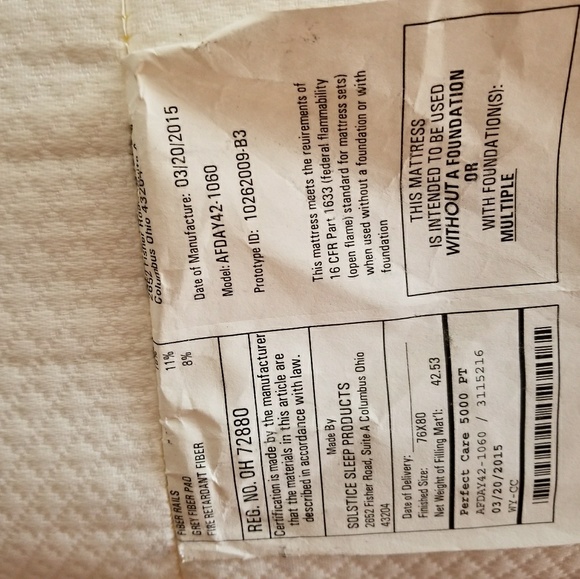 FIBER RAILS 11%
GREY FIBER PAD 8%
FIRE RETARDANT FIBER
REG. NO. OH 72880
Certification is made by the manufacturer
that the materials in this article are
described in accordance with law.
Made By
SOLSTICE SLEEP PRODUCTS
2652 Fisher Road, Suite A Columbus Ohio
43204
Date of Delivery:
Finished Size: 76X80
Net Weight of Filling Mat'l: 42.53
Perfect Care 5000 PT
AFDAY42-1060 / 3115216
03/20/2015
WY-CC
Columbus Ohio 43204
Date of Manufacture: 03/20/2015
Model: AFDAY42-1060
Prototype ID: 10262009-B3
This mattress meets the reuirements of
16 CFR Part 1633 (federal flammability
(open flame) standard for mattress sets)
when used without a foundation or with
foundation
THIS MATTRESS
IS INTENDED TO BE USED
WITHOUT A FOUNDATION
OR
WITH FOUNDATION(S):
MULTIPLE